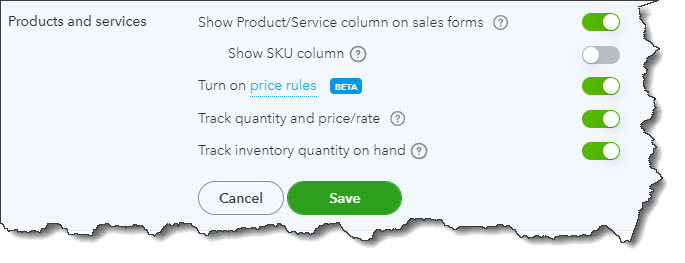 Products and services
Show Product/Service column on sales forms ?
Show SKU column ?
Turn on price rules BETA
Track quantity and price/rate ?
Track inventory quantity on hand ?
Cancel Save